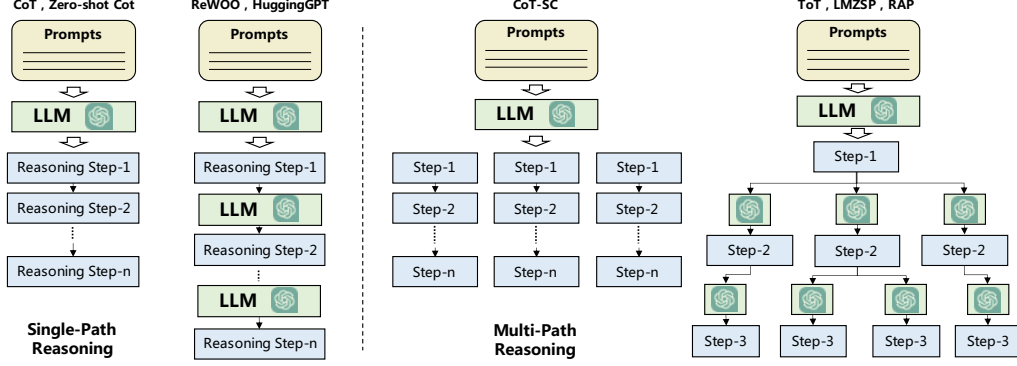 CoT , Zero-shot Cot
Prompts
LLM
Reasoning Step-1
Reasoning Step-2
Reasoning Step-n
Single-Path
Reasoning
ReWOO , HuggingGPT
Prompts
LLM
Reasoning Step-1
LLM
Reasoning Step-2
LLM
Reasoning Step-n
CoT-SC
Prompts
LLM
Step-1 Step-1 Step-1
Step-2 Step-2 Step-2
Step-n Step-n Step-n
Multi-Path
Reasoning
ToT , LMZSP , RAP
Prompts
LLM
Step-1
Step-2 Step-2 Step-2
Step-3 Step-3 Step-3 Step-3